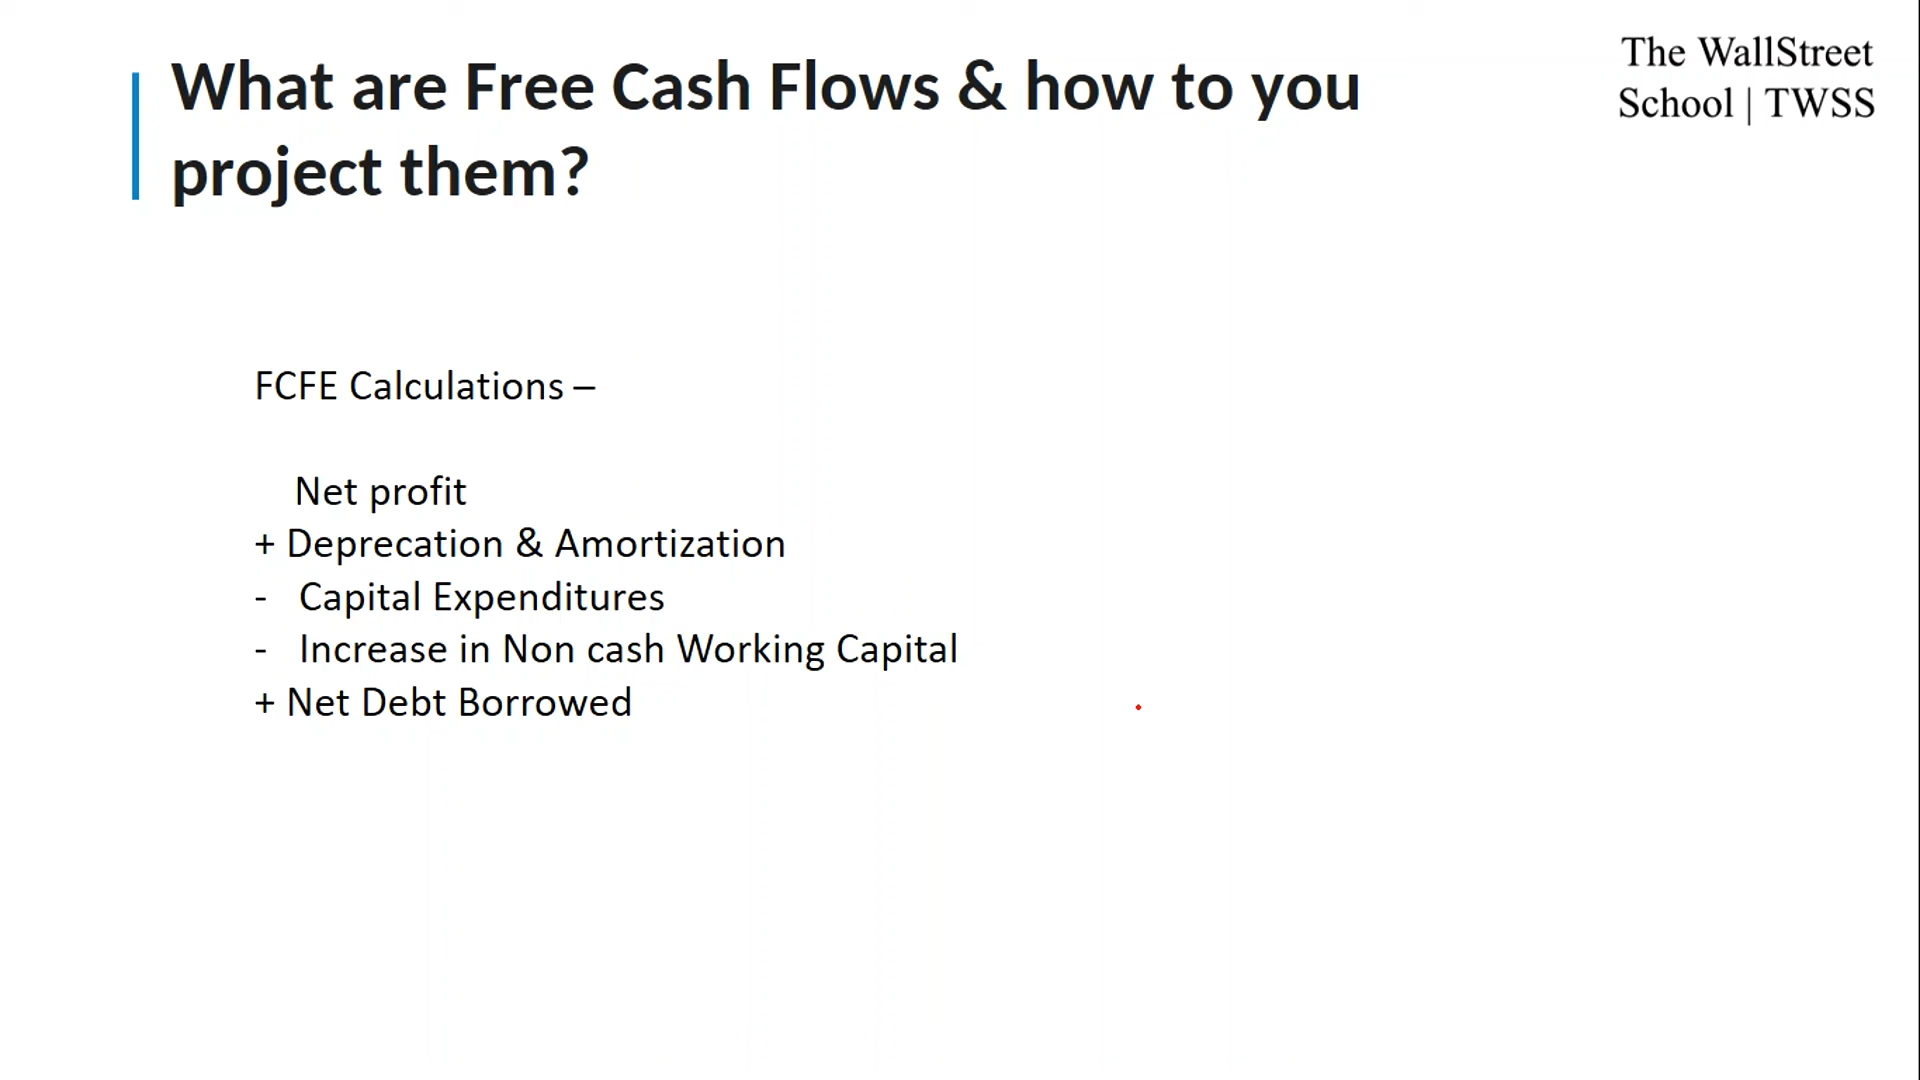 What are Free Cash Flows & how to you
project them?
The WallStreet
School | TWSS
FCFE Calculations –
Net profit
+ Deprecation & Amortization
- Capital Expenditures
- Increase in Non cash Working Capital
+ Net Debt Borrowed